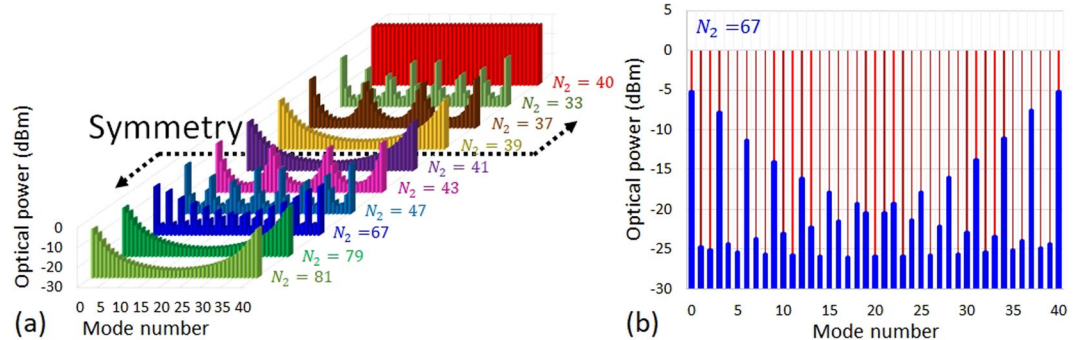 (a)
Symmetry
N₂ = 40
N₂ = 33
N₂ = 37
N₂ = 39
N₂ = 41
N₂ = 43
N₂ = 47
N₂ =67
N₂ = 79
N₂ = 81
Optical power (dBm)
0
-10
-20
-30
0 5 10 15 20 25 30 35 40
Mode number
(b)
N₂ =67
Optical power (dBm)
5
0
-5
-10
-15
-20
-25
-30
0 5 10 15 20 25 30 35 40
Mode number